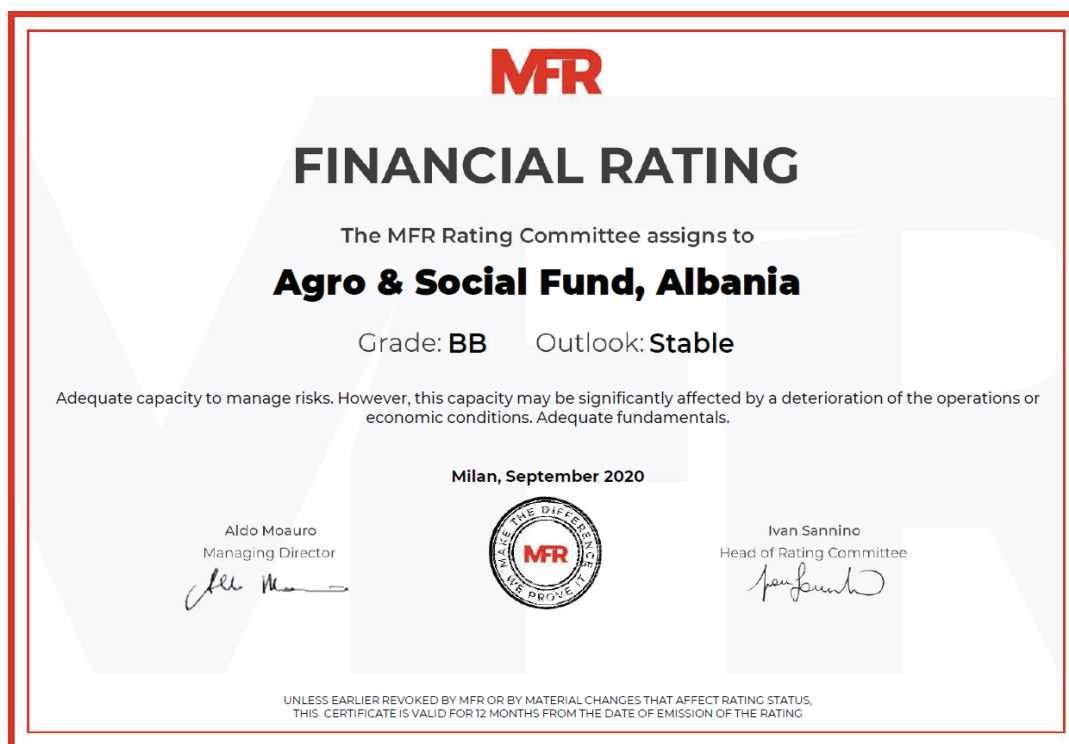 MFR
FINANCIAL RATING
The MFR Rating Committee assigns to
Agro & Social Fund, Albania
Grade: BB Outlook: Stable
Adequate capacity to manage risks. However, this capacity may be significantly affected by a deterioration of the operations or
economic conditions. Adequate fundamentals.
Milan, September 2020
Aldo Moauro
Managing Director
MAKE THE DIFFERENCE
MFR
WE PROVE IT
Ivan Sannino
Head of Rating Committee
UNLESS EARLIER REVOKED BY MFR OR BY MATERIAL CHANGES THAT AFFECT RATING STATUS,
THIS CERTIFICATE IS VALID FOR 12 MONTHS FROM THE DATE OF EMISSION OF THE RATING